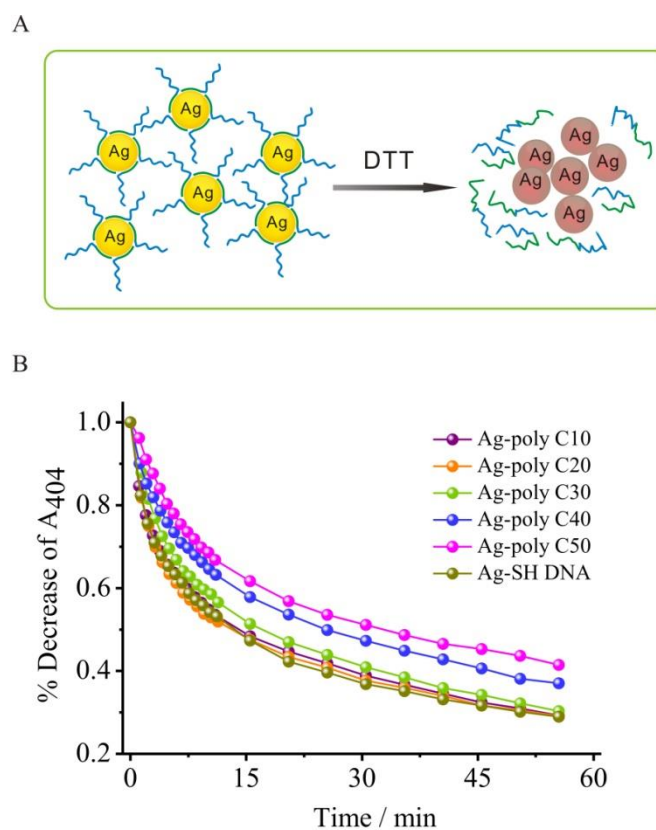 A
Ag
Ag
Ag
Ag
Ag
Ag
DTT
Ag
Ag
Ag
Ag
Ag
Ag
B
% Decrease of A404
1.0
0.8
0.6
0.4
0.2
Ag-poly C10
Ag-poly C20
Ag-poly C30
Ag-poly C40
Ag-poly C50
Ag-SH DNA
0 15 30 45 60
Time / min